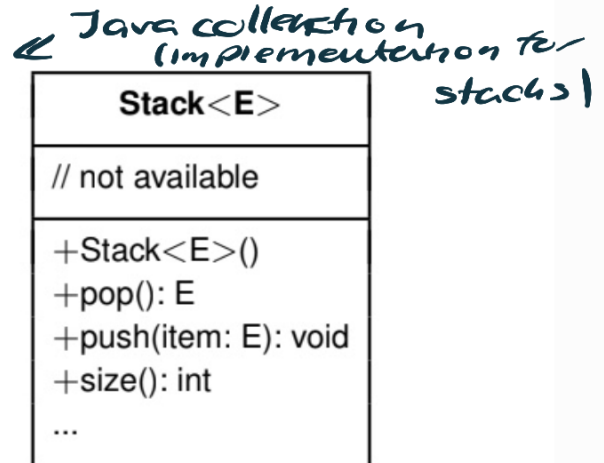 Java collection
(implementation for
stacks)
Stack<E>
// not available
+Stack<E>()
+pop(): E
+push(item: E): void
+size(): int
...